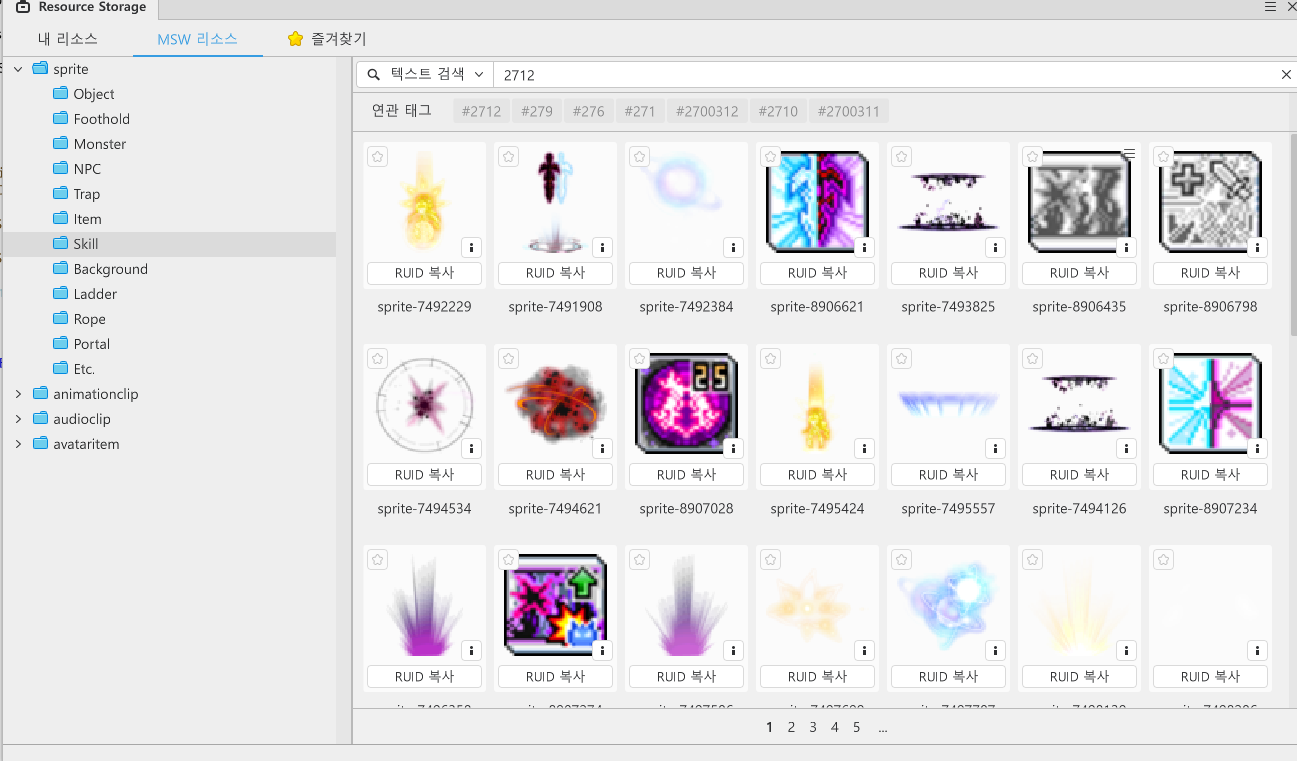 Resource Storage
내 리소스
MSW 리소스
즐겨찾기
sprite
Object
Foothold
Monster
NPC
Trap
Item
Skill
Background
Ladder
Rope
Portal
Etc.
animationclip
audioclip
avataritem
텍스트 검색
2712
연관 태그 #2712 #279 #276 #271 #2700312 #2710 #2700311
RUID 복사 RUID 복사 RUID 복사 RUID 복사 RUID 복사 RUID 복사 RUID 복사
sprite-7492229 sprite-7491908 sprite-7492384 sprite-8906621 sprite-7493825 sprite-8906435 sprite-8906798
25
RUID 복사 RUID 복사 RUID 복사 RUID 복사 RUID 복사 RUID 복사 RUID 복사
sprite-7494534 sprite-7494621 sprite-8907028 sprite-7495424 sprite-7495557 sprite-7494126 sprite-8907234
RUID 복사 RUID 복사 RUID 복사 RUID 복사 RUID 복사 RUID 복사 RUID 복사
1 2 3 4 5 ...